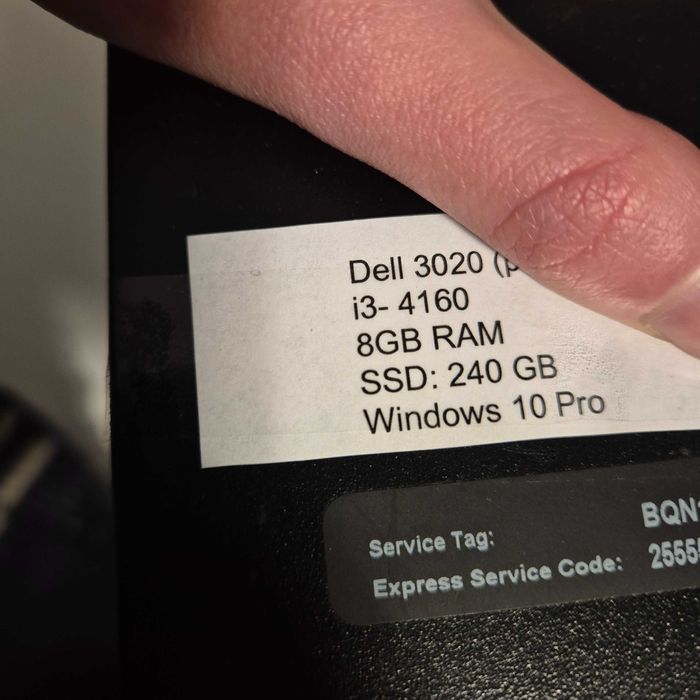 Dell 3020
i3- 4160
8GB RAM
SSD: 240 GB
Windows 10 Pro
Service Tag:
Express Service Code: